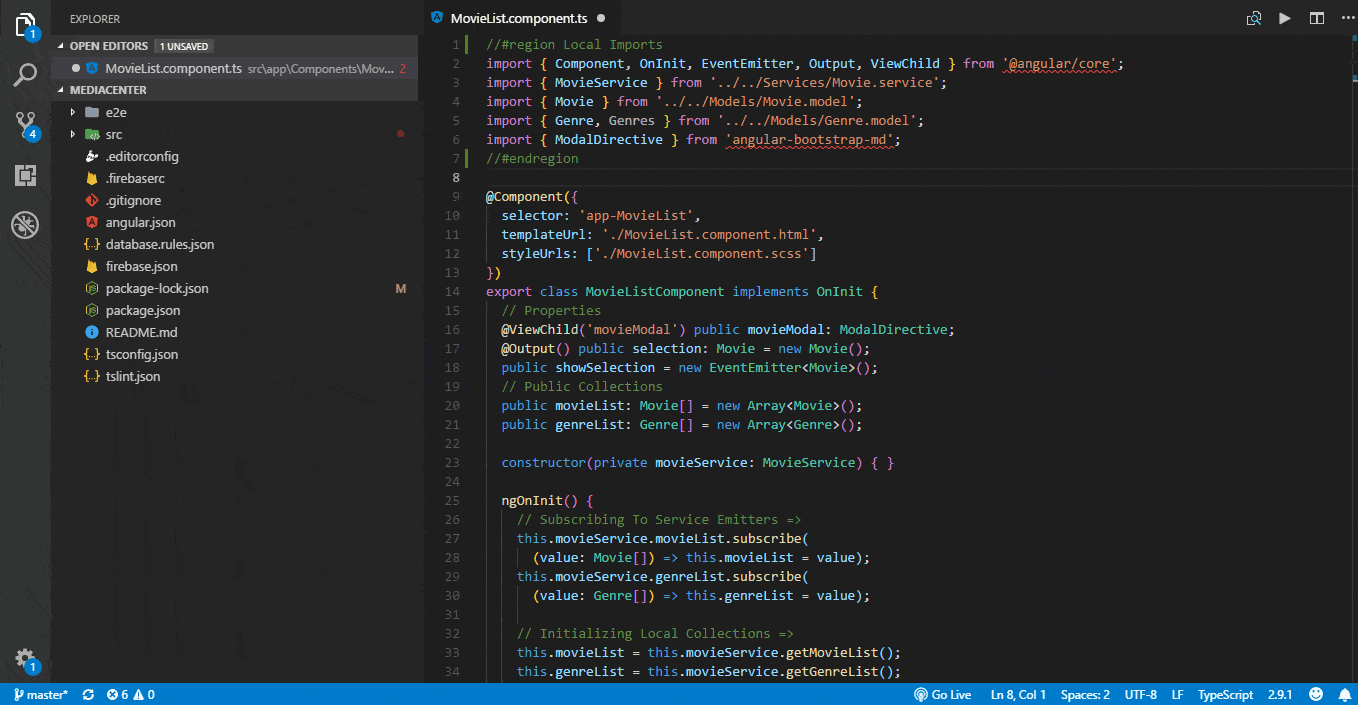 1
4
1
EXPLORER
OPEN EDITORS 1 UNSAVED
MovieList.component.ts src\app\Components\Mov... 2
MEDIACENTER
e2e
src
.editorconfig
.firebaserc
.gitignore
angular.json
database.rules.json
firebase.json
package-lock.json M
package.json
README.md
tsconfig.json
tslint.json
MovieList.component.ts
1 //#region Local Imports
2 import { Component, OnInit, EventEmitter, Output, ViewChild } from '@angular/core';
3 import { MovieService } from '../../Services/Movie.service';
4 import { Movie } from '../../Models/Movie.model';
5 import { Genre, Genres } from '../../Models/Genre.model';
6 import { ModalDirective } from 'angular-bootstrap-md';
7 //#endregion
8
9 @Component({
10 selector: 'app-MovieList',
11 templateUrl: './MovieList.component.html',
12 styleUrls: ['./MovieList.component.scss']
13 })
14 export class MovieListComponent implements OnInit {
15 // Properties
16 @ViewChild('movieModal') public movieModal: ModalDirective;
17 @Output() public selection: Movie = new Movie();
18 public showSelection = new EventEmitter<Movie>();
19 // Public Collections
20 public movieList: Movie[] = new Array<Movie>();
21 public genreList: Genre[] = new Array<Genre>();
22
23 constructor(private movieService: MovieService) { }
24
25 ngOnInit() {
26 // Subscribing To Service Emitters =>
27 this.movieService.movieList.subscribe(
28 (value: Movie[]) => this.movieList = value);
29 this.movieService.genreList.subscribe(
30 (value: Genre[]) => this.genreList = value);
31
32 // Initializing Local Collections =>
33 this.movieList = this.movieService.getMovieList();
34 this.genreList = this.movieService.getGenreList();
master* 6 0 Go Live Ln 8, Col 1 Spaces: 2 UTF-8 LF TypeScript 2.9.1